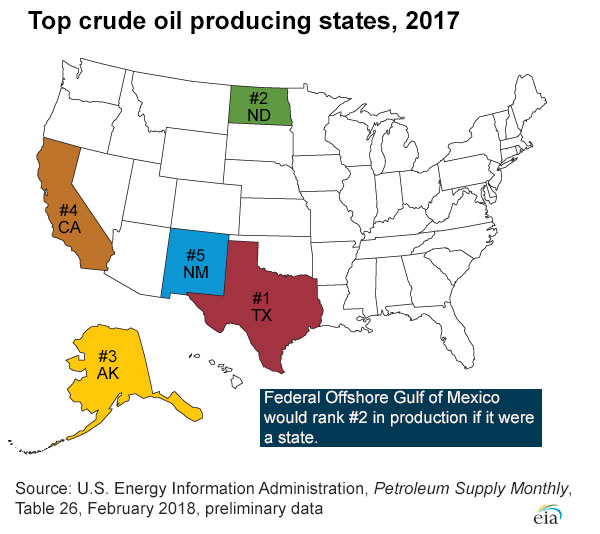 Top crude oil producing states, 2017
#2
ND
#4
CA
#5
NM
#1
TX
#3
AK
Federal Offshore Gulf of Mexico
would rank #2 in production if it were
a state.
Source: U.S. Energy Information Administration, Petroleum Supply Monthly,
Table 26, February 2018, preliminary data
eia